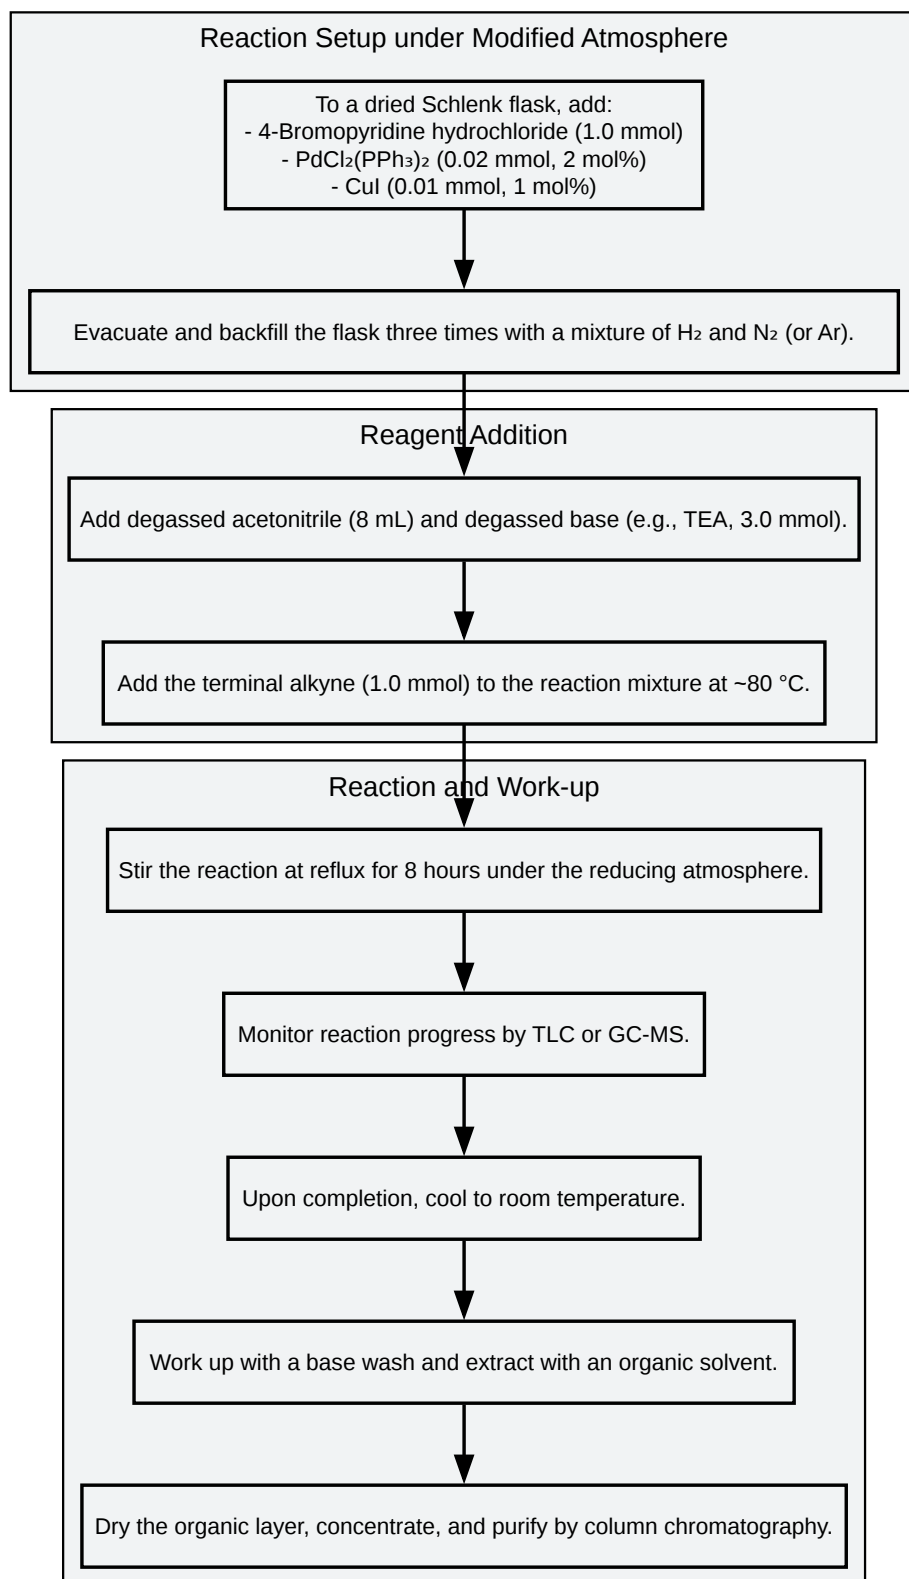 Reaction Setup under Modified Atmosphere
To a dried Schlenk flask, add:
- 4-Bromopyridine hydrochloride (1.0 mmol)
- PdCl₂(PPh₃)₂ (0.02 mmol, 2 mol%)
- CuI (0.01 mmol, 1 mol%)
Evacuate and backfill the flask three times with a mixture of H₂ and N₂ (or Ar).
Reagent Addition
Add degassed acetonitrile (8 mL) and degassed base (e.g., TEA, 3.0 mmol).
Add the terminal alkyne (1.0 mmol) to the reaction mixture at ~80 °C.
Reaction and Work-up
Stir the reaction at reflux for 8 hours under the reducing atmosphere.
Monitor reaction progress by TLC or GC-MS.
Upon completion, cool to room temperature.
Work up with a base wash and extract with an organic solvent.
Dry the organic layer, concentrate, and purify by column chromatography.